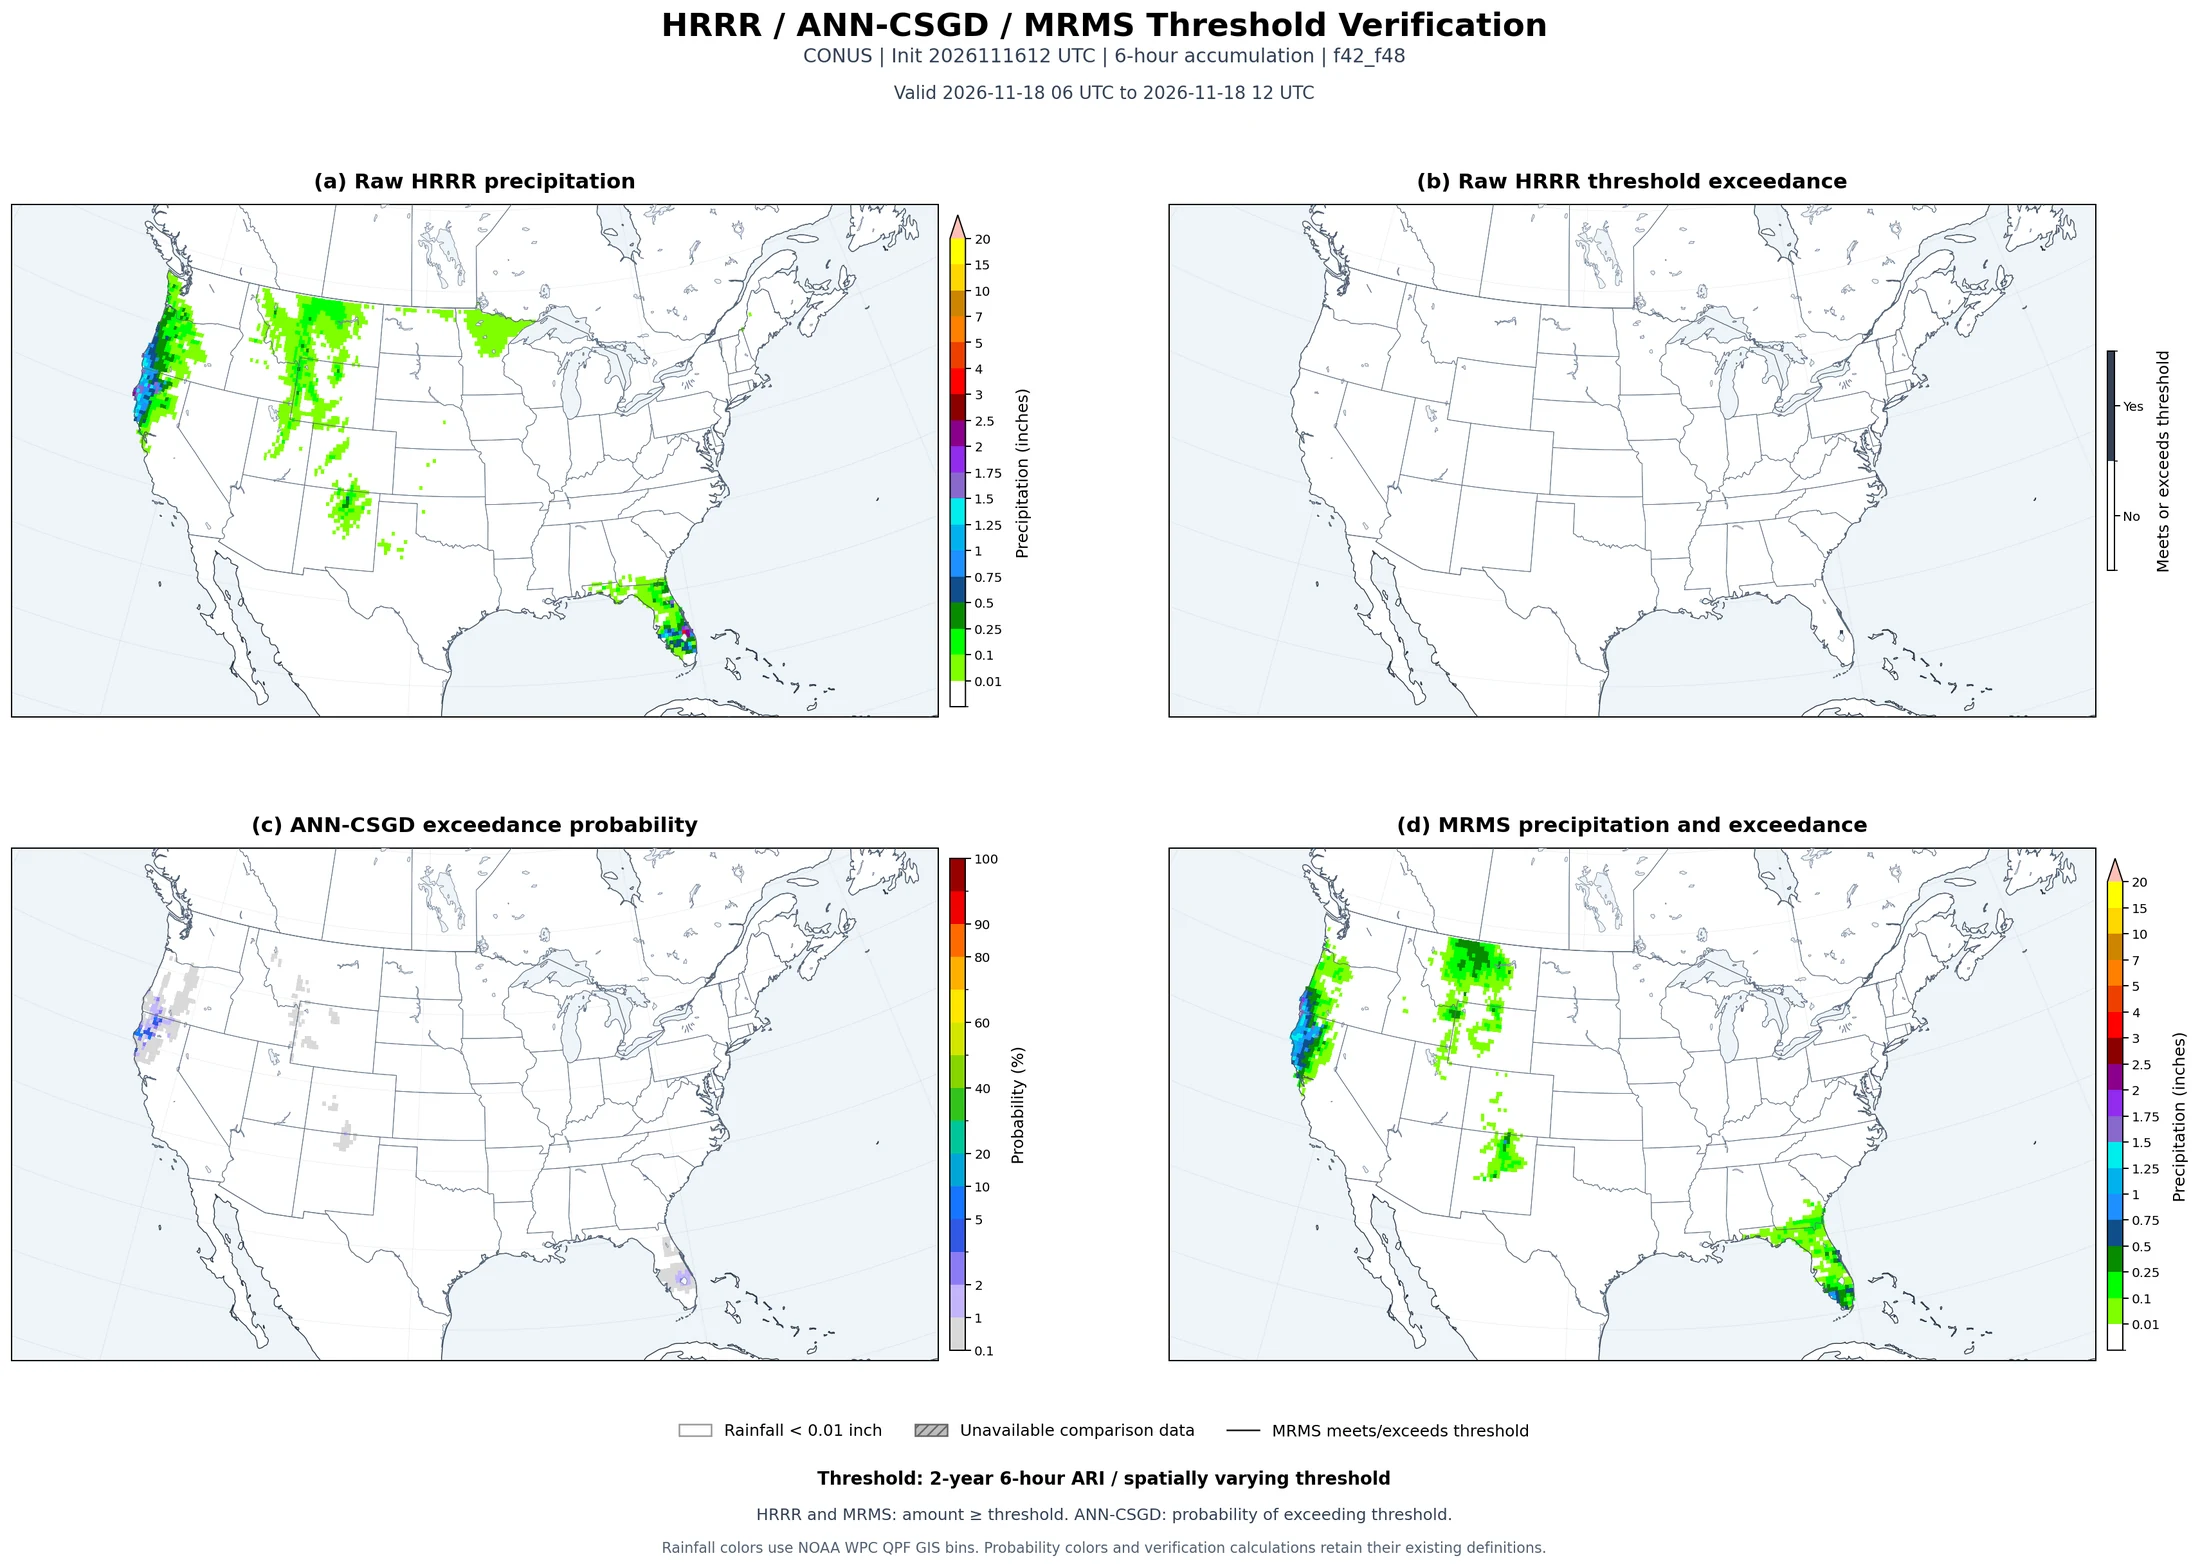 HRRR / ANN-CSGD / MRMS Threshold Verification
CONUS | Init 2026111612 UTC | 6-hour accumulation | f42_f48
Valid 2026-11-18 06 UTC to 2026-11-18 12 UTC
(a) Raw HRRR precipitation
20
15
10
7
5
4
3
2.5
2
1.75
1.5
1.25
1
0.75
0.5
0.25
0.1
0.01
Precipitation (inches)
(b) Raw HRRR threshold exceedance
Yes
No
Meets or exceeds threshold
(c) ANN-CSGD exceedance probability
100
90
80
60
40
20
10
5
2
1
0.1
Probability (%)
(d) MRMS precipitation and exceedance
20
15
10
7
5
4
3
2.5
2
1.75
1.5
1.25
1
0.75
0.5
0.25
0.1
0.01
Precipitation (inches)
Rainfall < 0.01 inch
Unavailable comparison data
MRMS meets/exceeds threshold
Threshold: 2-year 6-hour ARI / spatially varying threshold
HRRR and MRMS: amount ≥ threshold. ANN-CSGD: probability of exceeding threshold.
Rainfall colors use NOAA WPC QPF GIS bins. Probability colors and verification calculations retain their existing definitions.